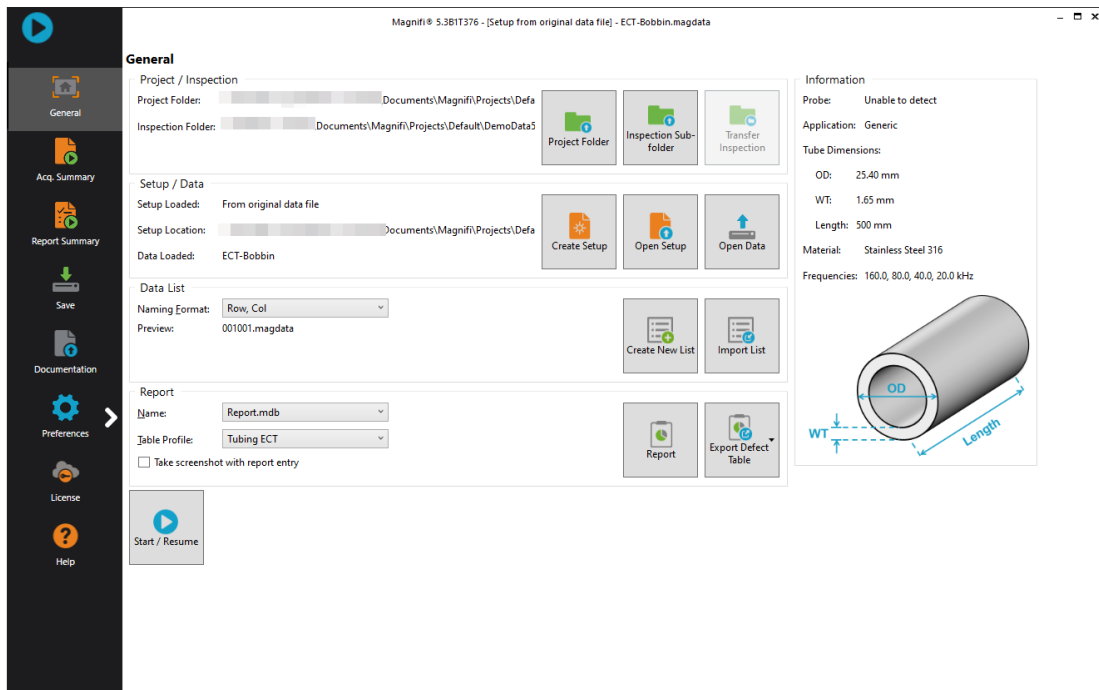 Magnifi® 5.3B1T376 - [Setup from original data file] - ECT-Bobbin.magdata
General
Acq. Summary
Report Summary
Save
Documentation
Preferences
License
Help
General
Project / Inspection
Project Folder: Documents\Magnifi\Projects\Defa
Inspection Folder: Documents\Magnifi\Projects\Default\DemoData5
Project Folder
Inspection Sub-
folder
Transfer
Inspection
Setup / Data
Setup Loaded: From original data file
Setup Location: Documents\Magnifi\Projects\Defa
Data Loaded: ECT-Bobbin
Create Setup
Open Setup
Open Data
Data List
Naming Format: Row, Col
Preview: 001001.magdata
Create New List
Import List
Report
Name: Report.mdb
Table Profile: Tubing ECT
Take screenshot with report entry
Report
Export Defect
Table
Start / Resume
Information
Probe: Unable to detect
Application: Generic
Tube Dimensions:
OD: 25.40 mm
WT: 1.65 mm
Length: 500 mm
Material: Stainless Steel 316
Frequencies: 160.0, 80.0, 40.0, 20.0 kHz
OD
WT
Length